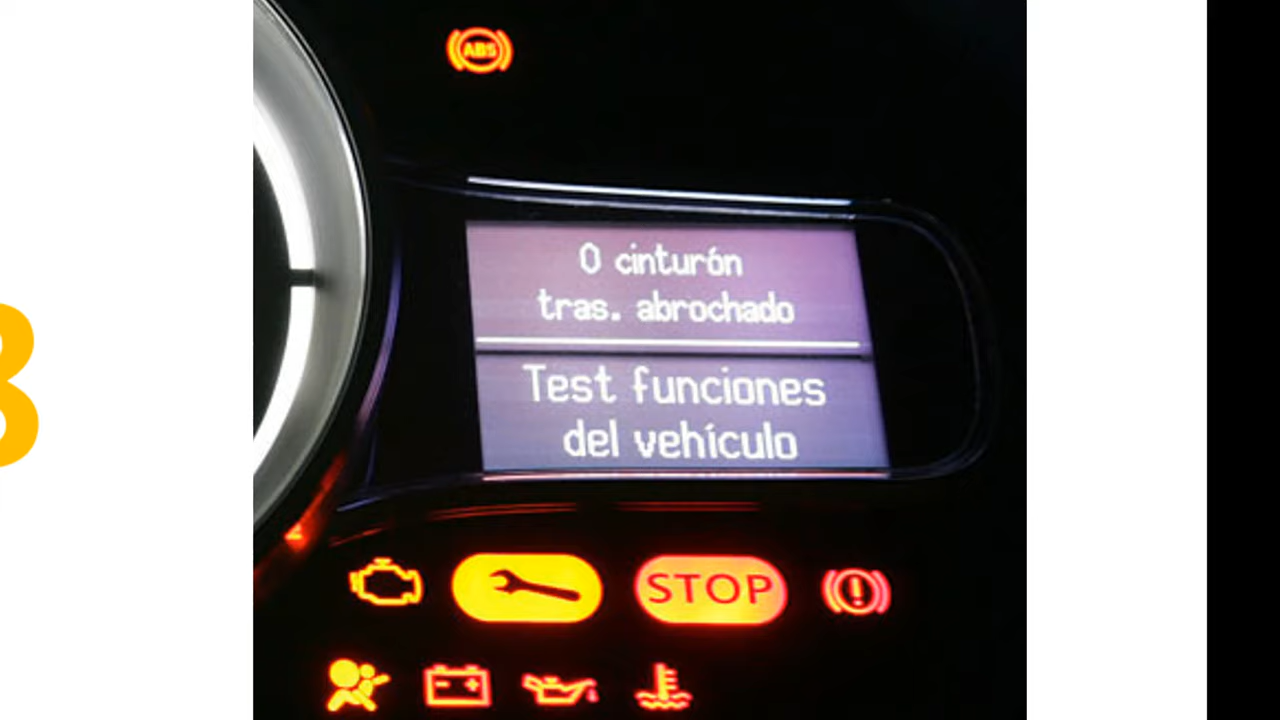 ABS
0 cinturón
tras. abrochado
Test funciones
del vehículo
STOP